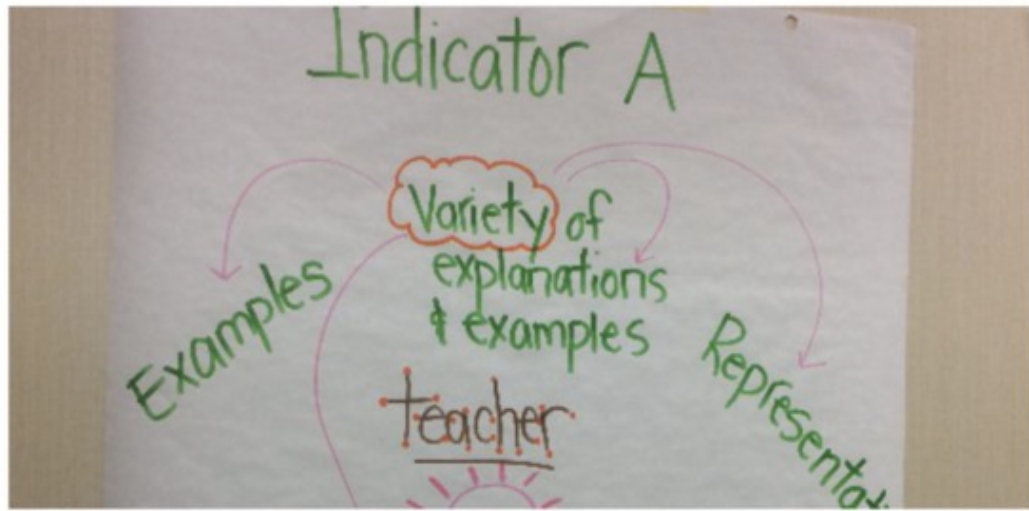 Indicator A
Variety of
explanations
& examples
Examples
teacher